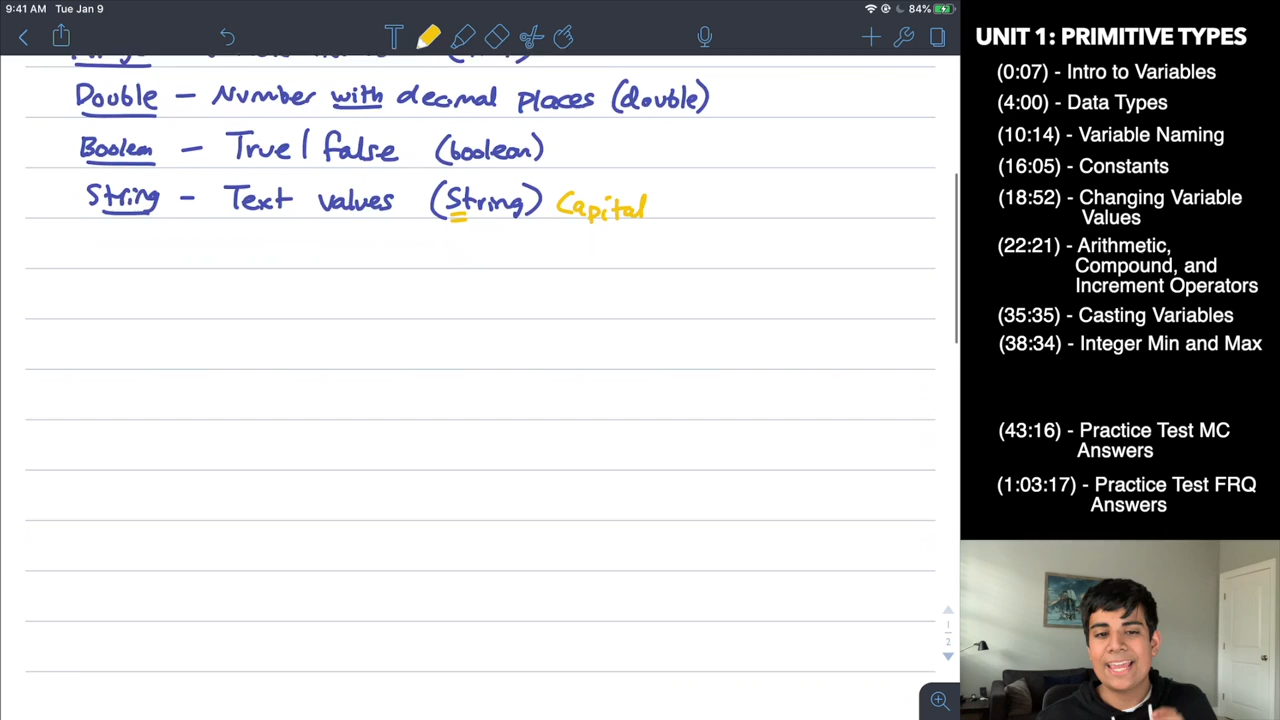 9:41 AM Tue Jan 9
84%
Double – Number with decimal places (double)
Boolean – True | false (boolean)
String – Text values (String) Capital
1
2
UNIT 1: PRIMITIVE TYPES
(0:07) - Intro to Variables
(4:00) - Data Types
(10:14) - Variable Naming
(16:05) - Constants
(18:52) - Changing Variable
Values
(22:21) - Arithmetic,
Compound, and
Increment Operators
(35:35) - Casting Variables
(38:34) - Integer Min and Max
(43:16) - Practice Test MC
Answers
(1:03:17) - Practice Test FRQ
Answers